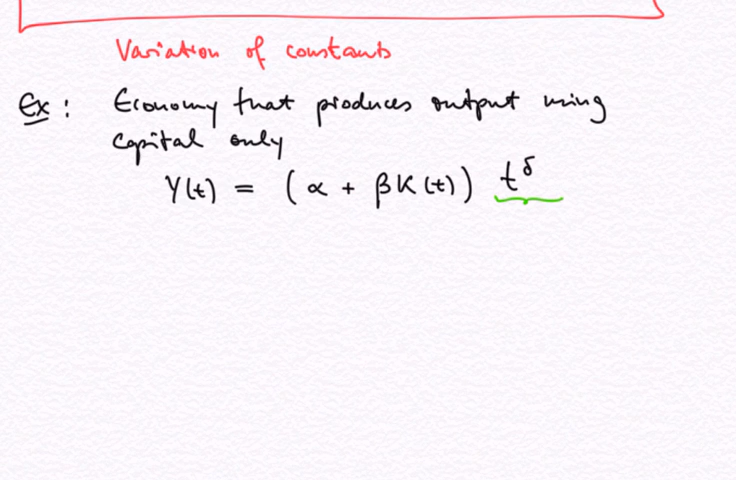 Variation of constants
Ex : Economy that produces output using
capital only
Y(t) = (α + βK(t)) t^δ